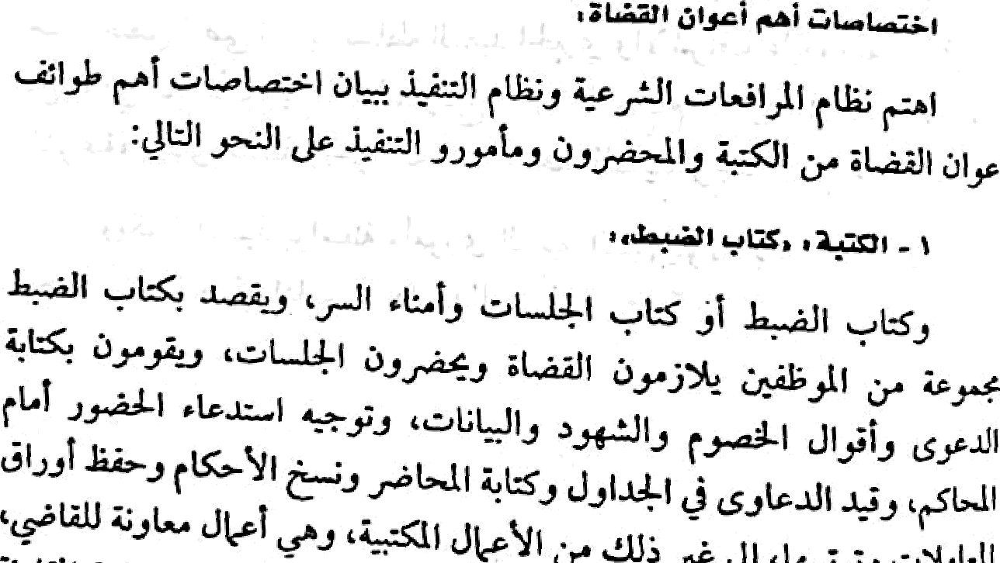 اختصاصات أهم أعوان القضاة:
اهتم نظام المرافعات الشرعية ونظام التنفيذ ببيان اختصاصات أهم طوائف
عوان القضاة من الكتبة والمحضرون ومأمورو التنفيذ على النحو التالي:
١ - الكتبة، «كتاب الضبط»:
وكتاب الضبط أو كتاب الجلسات وأمناء السر، ويقصد بكتاب الضبط
مجموعة من الموظفين يلازمون القضاة ويحضرون الجلسات، ويقومون بكتابة
الدعوى وأقوال الخصوم والشهود والبيانات، وتوجيه استدعاء الحضور أمام
المحاكم، وقيد الدعاوى في الجداول وكتابة المحاضر ونسخ الأحكام وحفظ أوراق
غير ذلك من الأعمال المكتبية، وهي أعمال معاونة للقاضي،